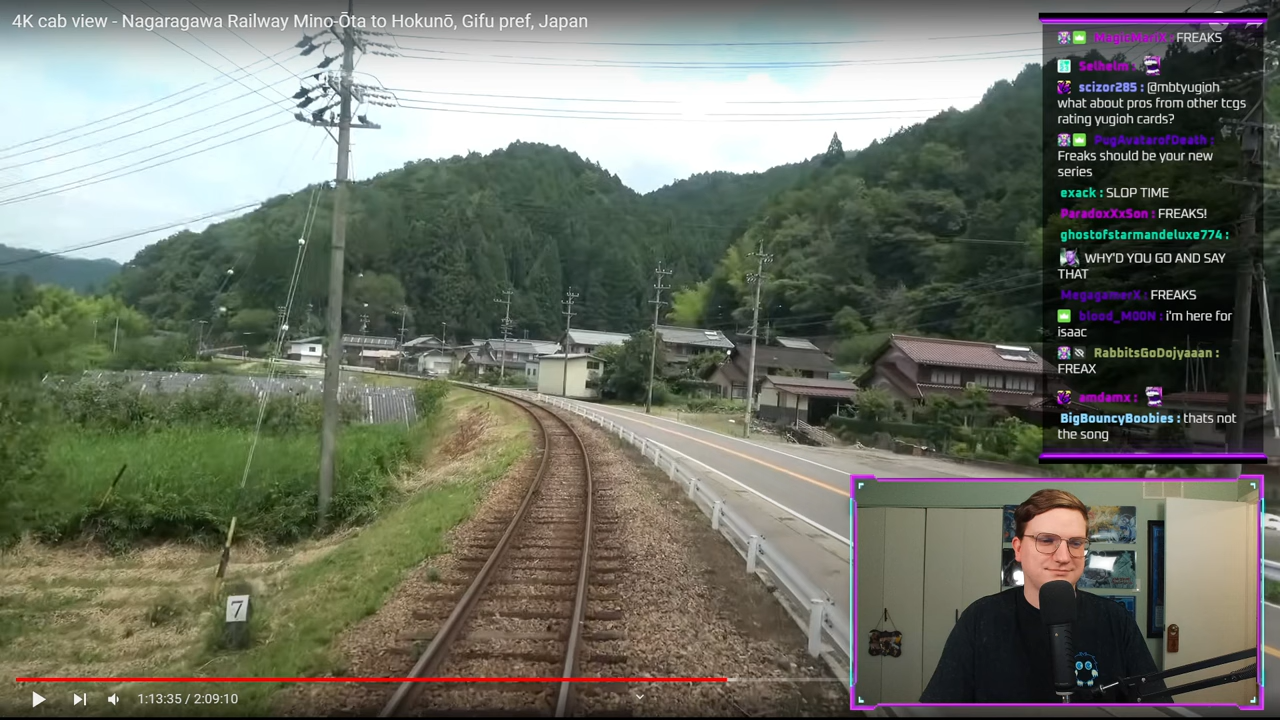 4K cab view - Nagaragawa Railway Mino-Ōta to Hokunō, Gifu pref, Japan
MagicMariX FREAKS
Selheim :
scizor285 : @mbtyugioh
what about pros from other tcgs
rating yugioh cards?
PugAvatarofDeath :
Freaks should be your new
series
exack : SLOP TIME
ParadoxXxSon : FREAKS!
ghostofstarmandeluxe774 :
WHY'D YOU GO AND SAY
THAT
MegagamerX : FREAKS
blood_M00N : i'm here for
isaac
RabbitsGoDojyaaan :
FREAX
amdamx :
BigBouncyBoobies : thats not
the song
7
1:13:35 / 2:09:10